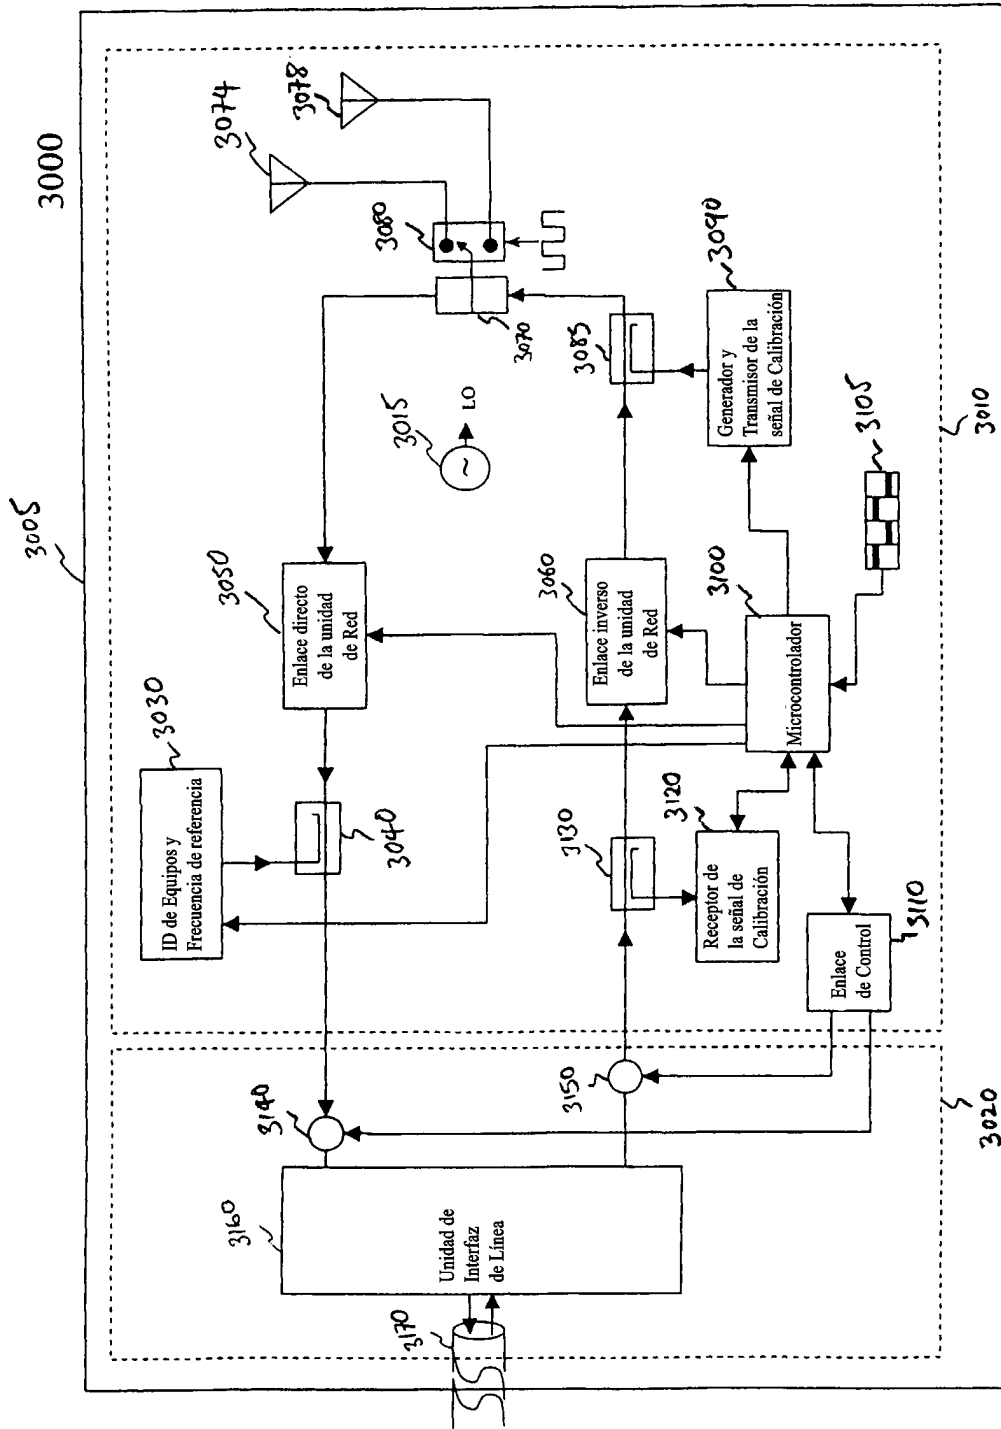 3000
3005
3074
3078
3080
3070
3015
LO
3085
3090
Generador y
Transmisor de la
señal de Calibración
3105
3010
3050
Enlace directo
de la unidad
de Red
3060
Enlace inverso
de la unidad
de Red
3100
Microcontrolador
3030
ID de Equipos y
Frecuencia de referencia
3040
3130
3120
Receptor de
la señal de
Calibración
3110
Enlace
de Control
3140
3150
3020
3160
Unidad de
Interfaz
de Línea
3170